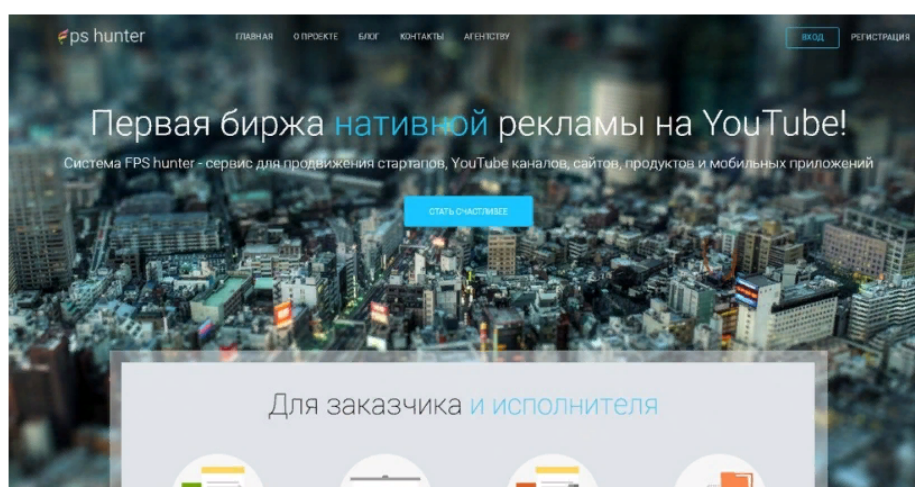 Fps hunter
ГЛАВНАЯ О ПРОЕКТЕ БЛОГ КОНТАКТЫ АГЕНТСТВУ ВХОД РЕГИСТРАЦИЯ
Первая биржа нативной рекламы на YouTube!
Система FPS hunter - сервис для продвижения стартапов, YouTube каналов, сайтов, продуктов и мобильных приложений
СТАТЬ СЧАСТЛИВЕЕ
Для заказчика и исполнителя